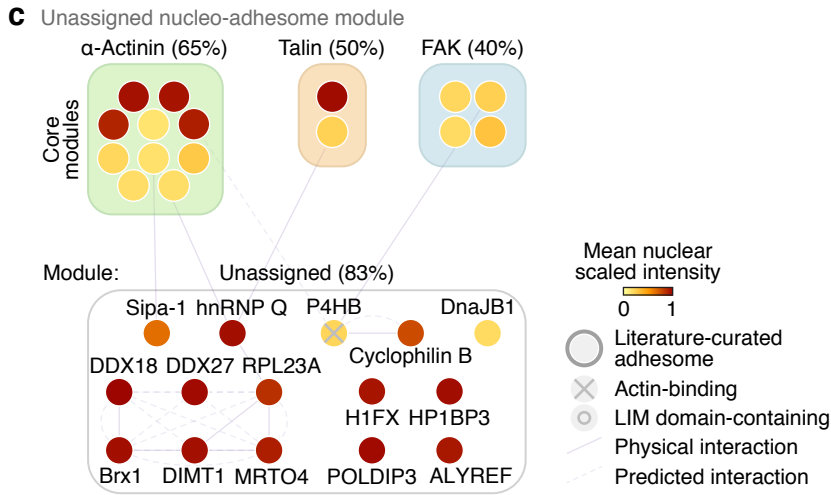 c Unassigned nucleo-adhesome module
α-Actinin (65%) Talin (50%) FAK (40%)
Core
modules
Module: Unassigned (83%)
Sipa-1 hnRNP Q P4HB DnaJB1
Cyclophilin B
DDX18 DDX27 RPL23A
H1FX HP1BP3
Brx1 DIMT1 MRTO4 POLDIP3 ALYREF
Mean nuclear
scaled intensity
0 1
Literature-curated
adhesome
Actin-binding
LIM domain-containing
Physical interaction
Predicted interaction